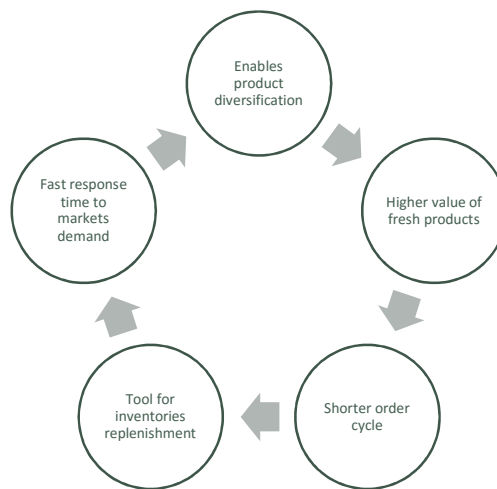 Enables
product
diversification
Higher value of
fresh products
Shorter order
cycle
Tool for
inventories
replenishment
Fast response
time to
markets
demand